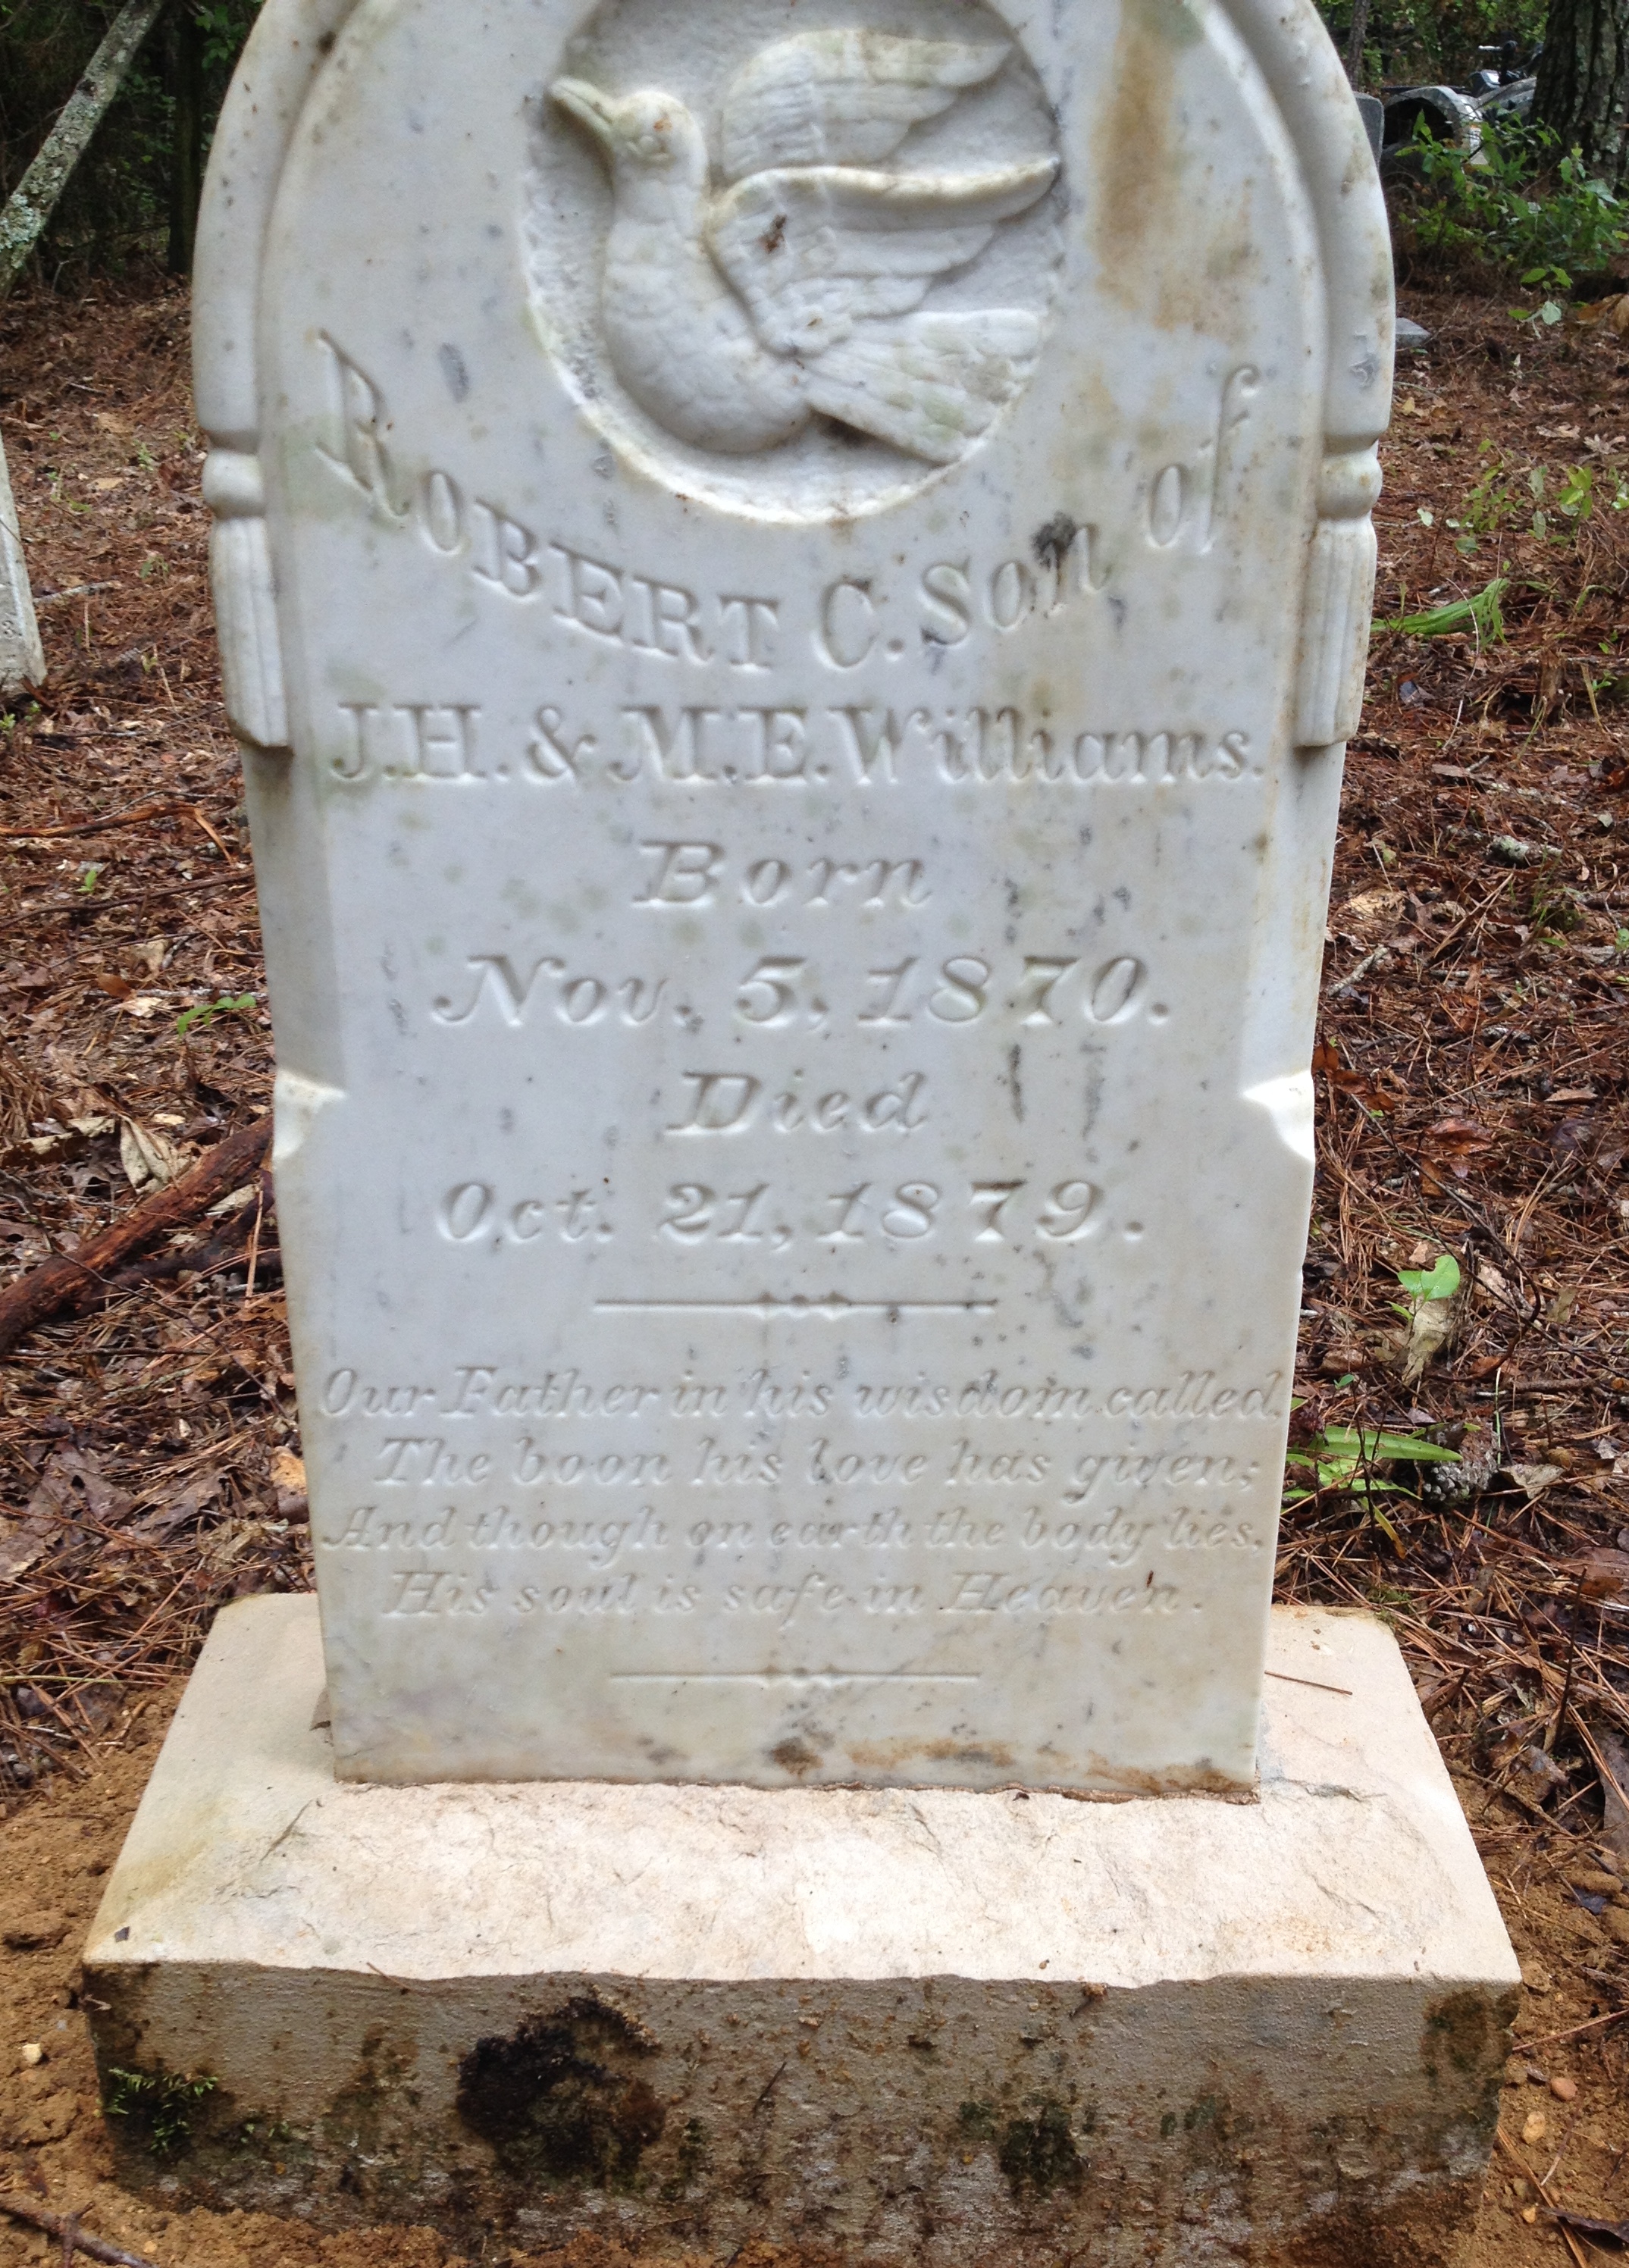 ROBERT C. Son of
J.H. & M.E. Williams.
Born
Nov. 5, 1870.
Died
Oct. 21, 1879.
Our Father in his wisdom called,
The boon his love has given;
And though on earth the body lies,
His soul is safe in Heaven.